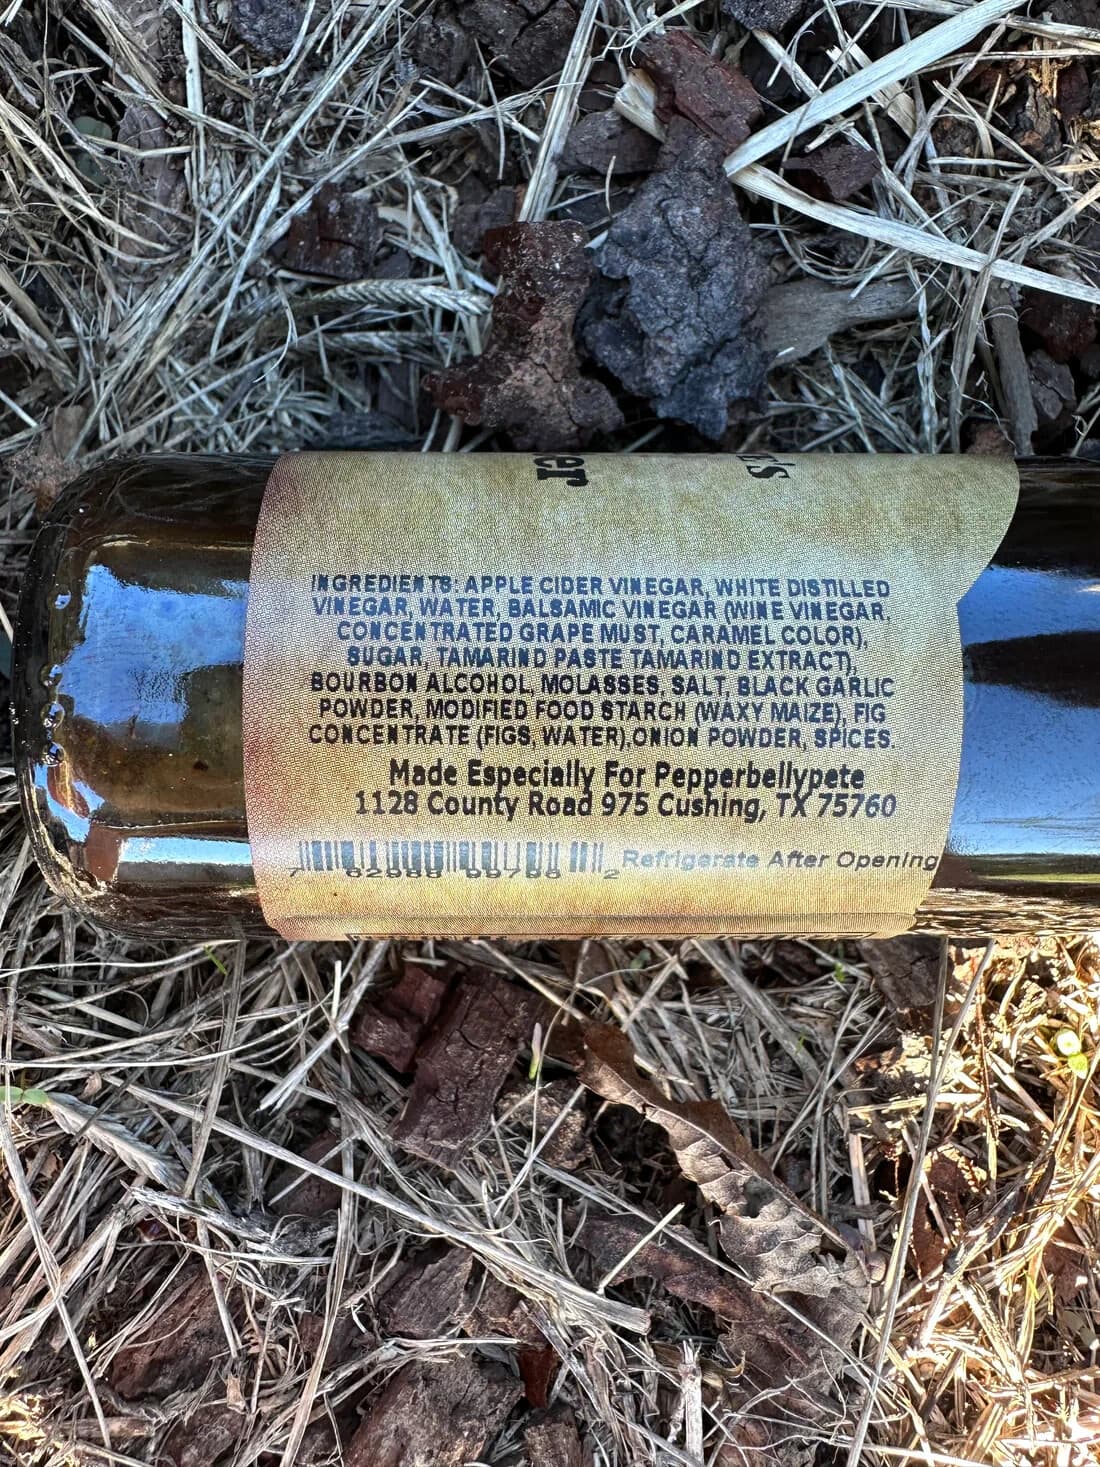 er
e's
INGREDIENTS: APPLE CIDER VINEGAR, WHITE DISTILLED
VINEGAR, WATER, BALSAMIC VINEGAR (WINE VINEGAR,
CONCENTRATED GRAPE MUST, CARAMEL COLOR),
SUGAR, TAMARIND PASTE TAMARIND EXTRACT),
BOURBON ALCOHOL, MOLASSES, SALT, BLACK GARLIC
POWDER, MODIFIED FOOD STARCH (WAXY MAIZE), FIG
CONCENTRATE (FIGS, WATER),ONION POWDER, SPICES.
Made Especially For Pepperbellypete
1128 County Road 975 Cushing, TX 75760
Refrigerate After Opening